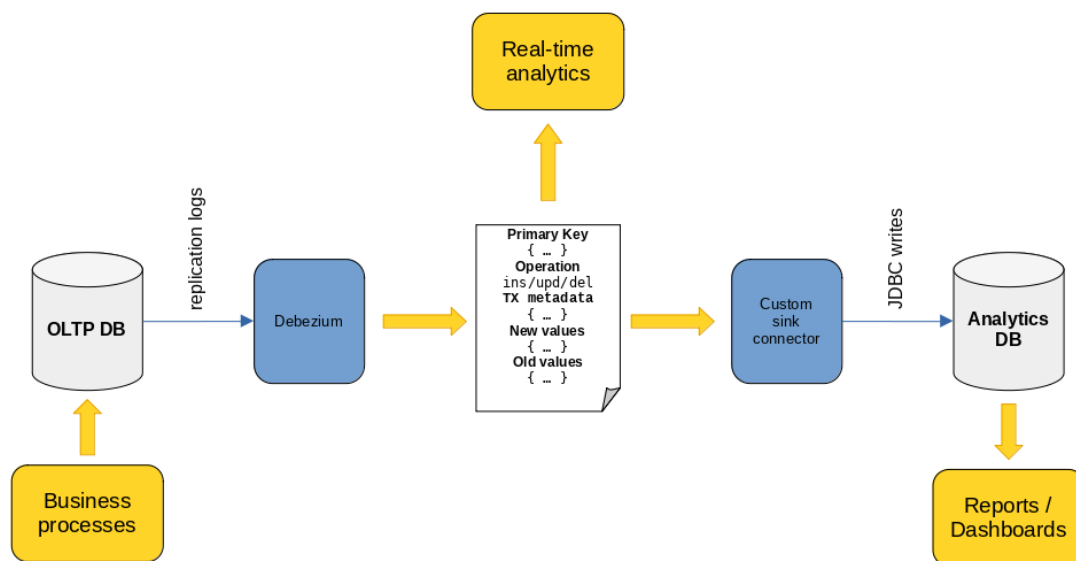 Real-time
analytics
replication logs
JDBC writes
Primary Key
{ … }
Operation
ins/upd/del
TX metadata
{ … }
New values
{ … }
Old values
{ … }
OLTP DB
Debezium
Custom
sink
connector
Analytics
DB
Business
processes
Reports /
Dashboards